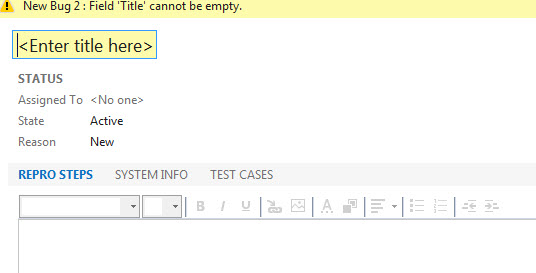 New Bug 2 : Field 'Title' cannot be empty.
<Enter title here>
STATUS
Assigned To <No one>
State Active
Reason New
REPRO STEPS SYSTEM INFO TEST CASES
B I U A